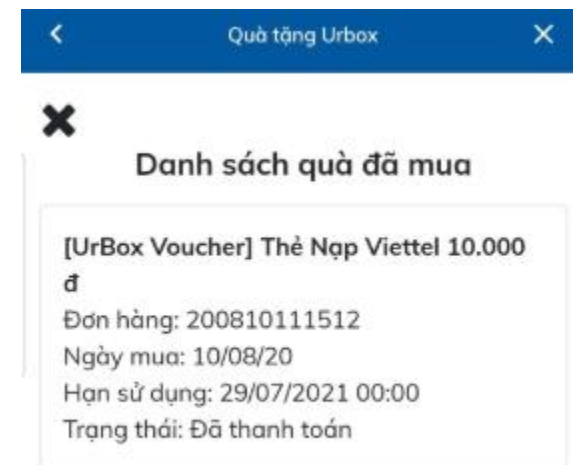 Quà tặng Urbox
Danh sách quà đã mua
[UrBox Voucher] Thẻ Nạp Viettel 10.000
đ
Đơn hàng: 200810111512
Ngày mua: 10/08/20
Hạn sử dụng: 29/07/2021 00:00
Trạng thái: Đã thanh toán